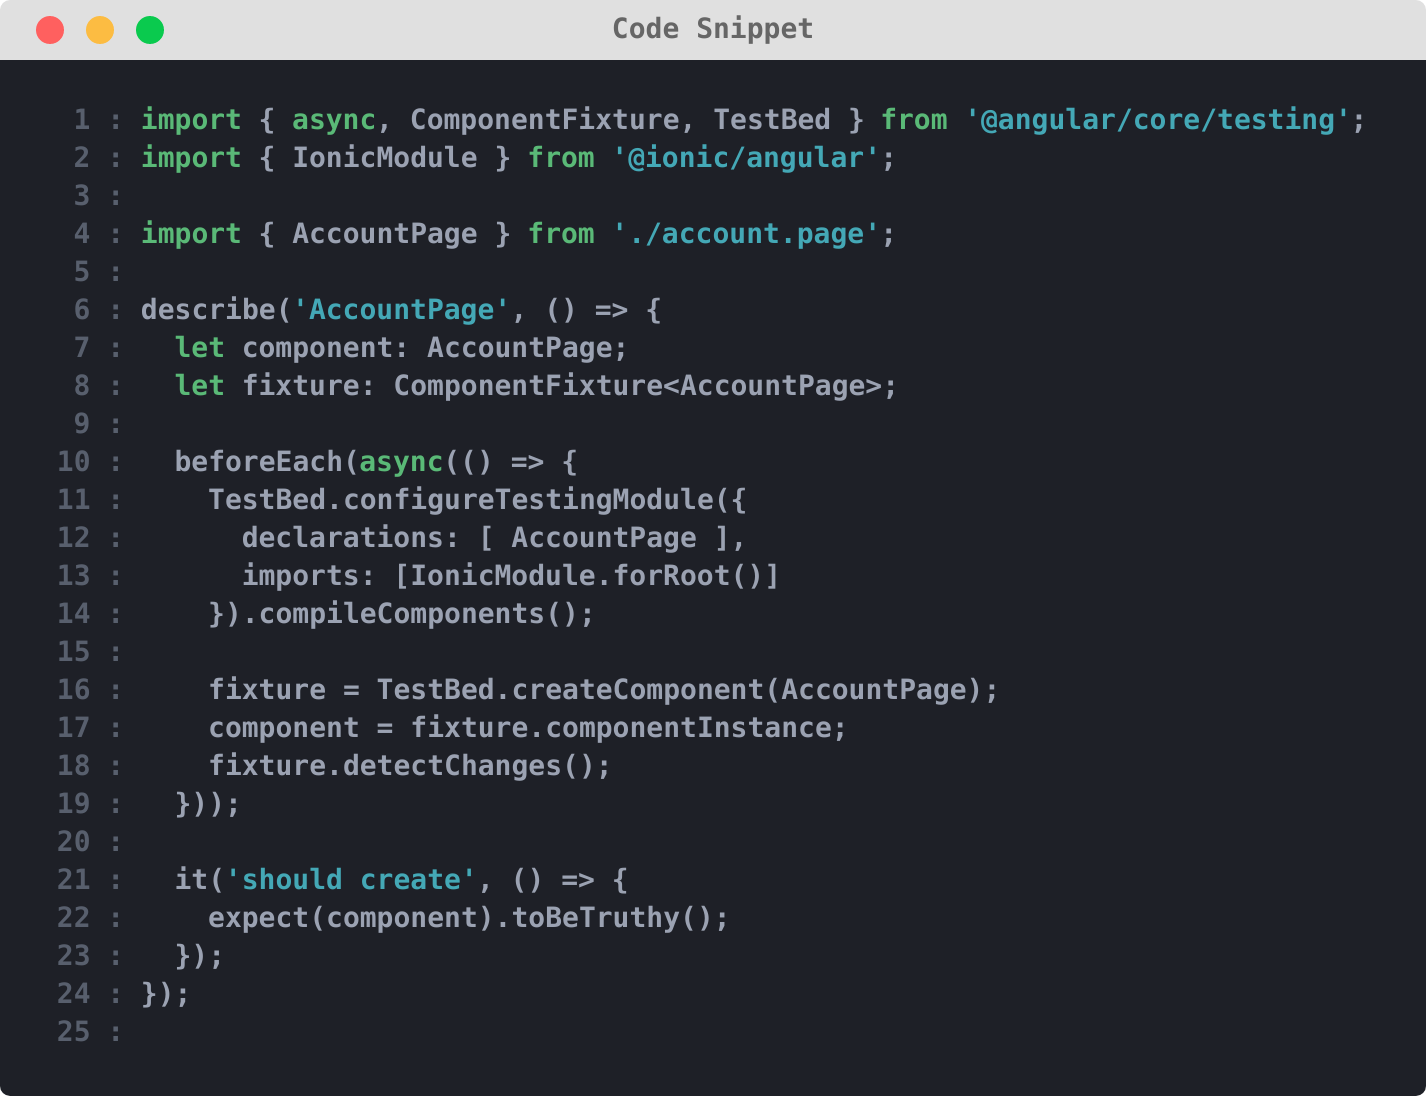 Code Snippet
1 : import { async, ComponentFixture, TestBed } from '@angular/core/testing';
2 : import { IonicModule } from '@ionic/angular';
3 :
4 : import { AccountPage } from './account.page';
5 :
6 : describe('AccountPage', () => {
7 :   let component: AccountPage;
8 :   let fixture: ComponentFixture<AccountPage>;
9 :
10 :   beforeEach(async(() => {
11 :     TestBed.configureTestingModule({
12 :       declarations: [ AccountPage ],
13 :       imports: [IonicModule.forRoot()]
14 :     }).compileComponents();
15 :
16 :     fixture = TestBed.createComponent(AccountPage);
17 :     component = fixture.componentInstance;
18 :     fixture.detectChanges();
19 :   }));
20 :
21 :   it('should create', () => {
22 :     expect(component).toBeTruthy();
23 :   });
24 : });
25 :